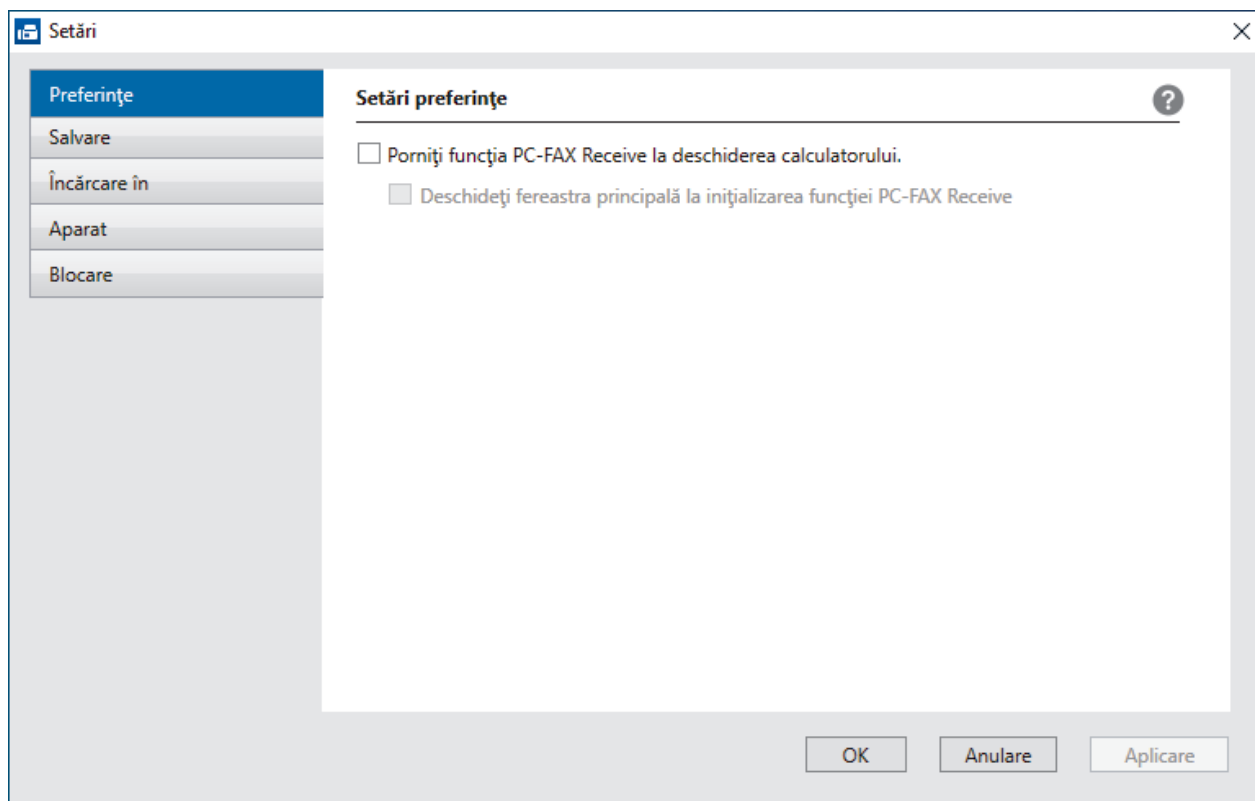 Setări
Preferinţe
Salvare
Încărcare în
Aparat
Blocare
Setări preferinţe
?
Porniţi funcţia PC-FAX Receive la deschiderea calculatorului.
Deschideţi fereastra principală la iniţializarea funcţiei PC-FAX Receive
OK
Anulare
Aplicare